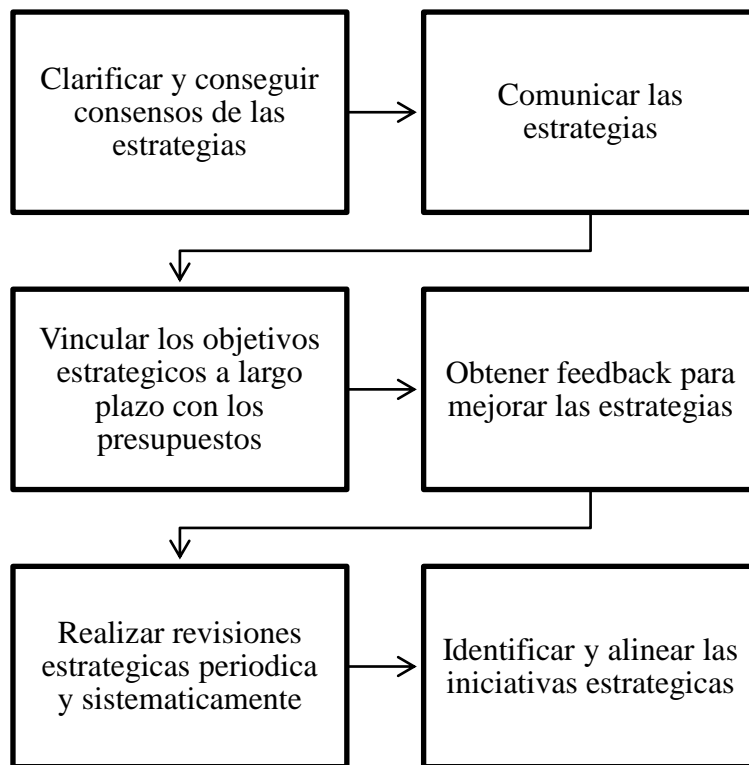 Clarificar y conseguir
consensos de las
estrategias
Comunicar las
estrategias
Vincular los objetivos
estrategicos a largo
plazo con los
presupuestos
Obtener feedback para
mejorar las estrategias
Realizar revisiones
estrategicas periodica
y sistematicamente
Identificar y alinear las
iniciativas estrategicas